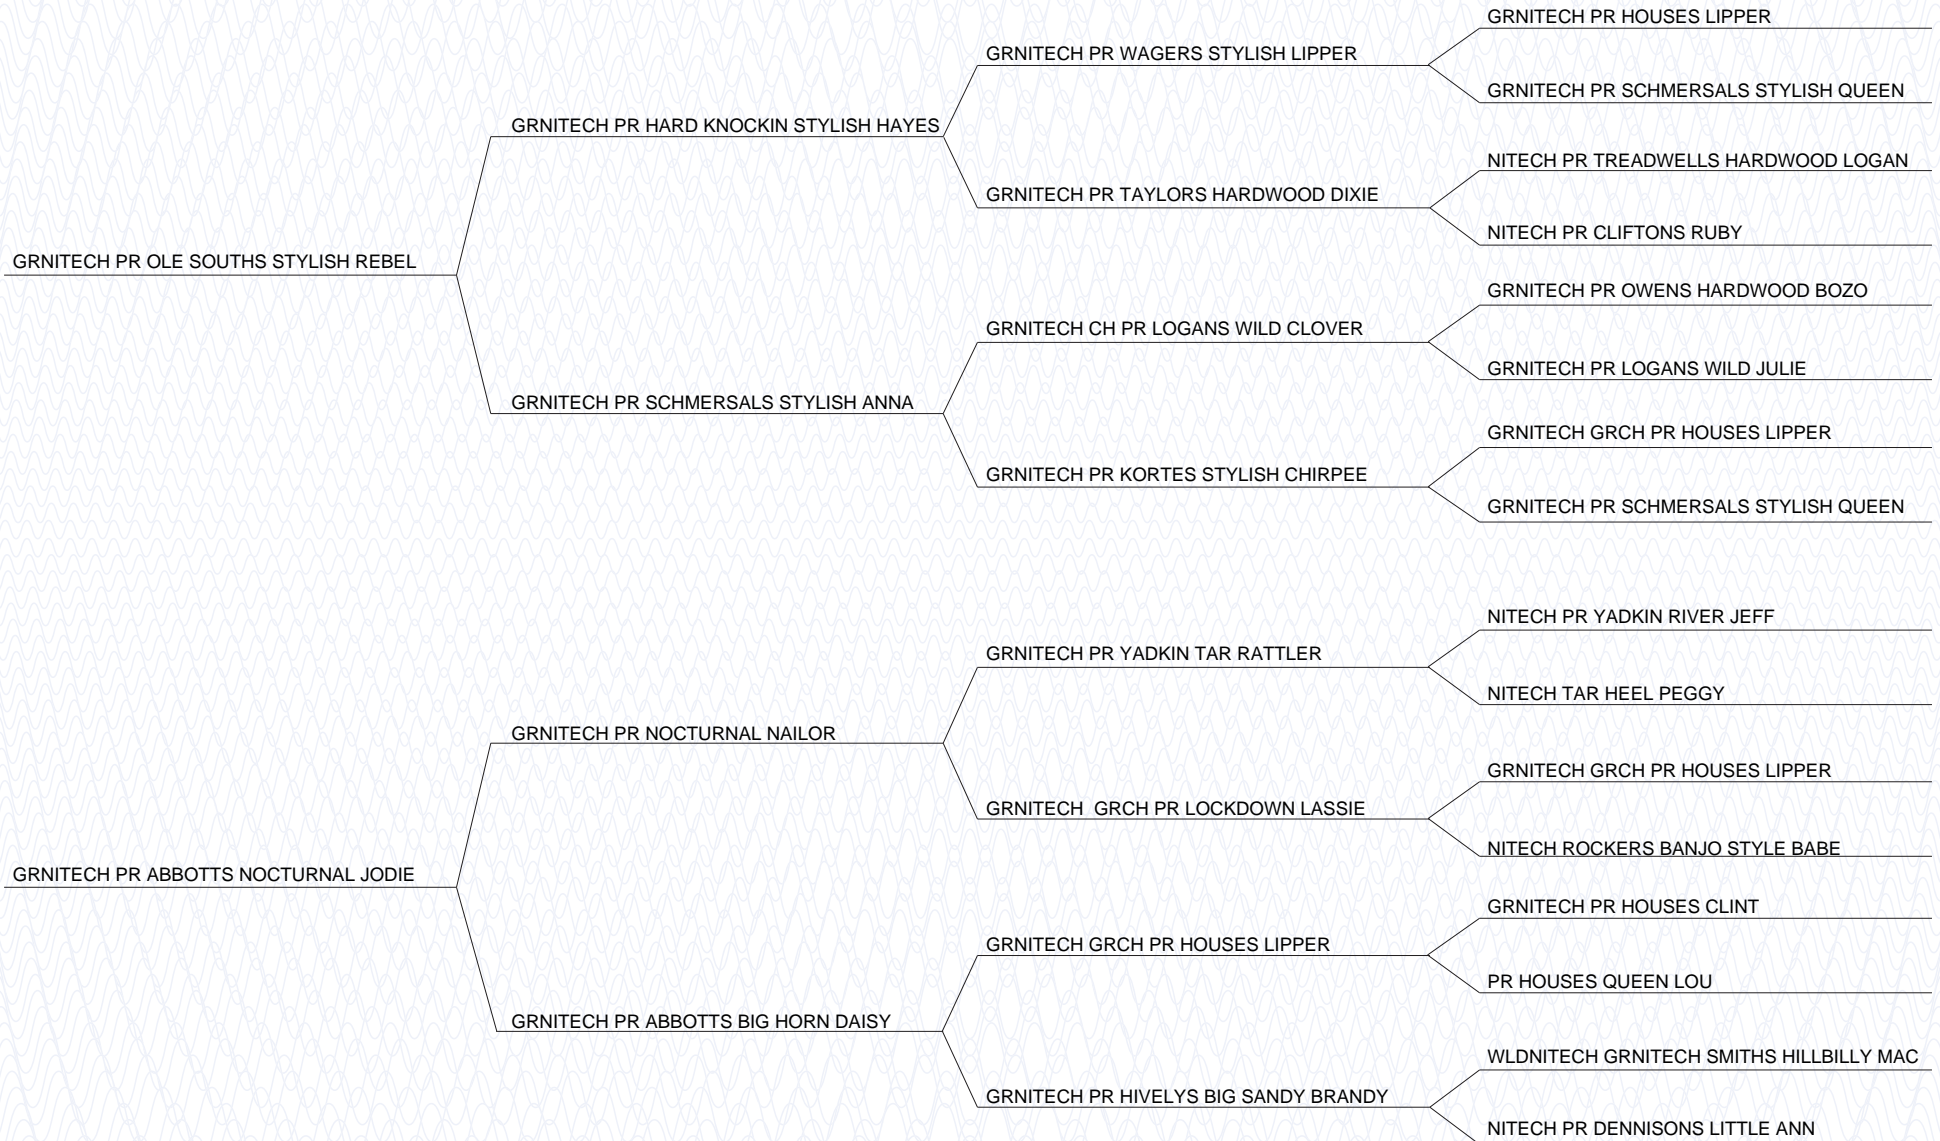 GRNITECH PR HOUSES LIPPER
GRNITECH PR WAGERS STYLISH LIPPER
GRNITECH PR SCHMERSALS STYLISH QUEEN
GRNITECH PR HARD KNOCKIN STYLISH HAYES
NITECH PR TREADWELLS HARDWOOD LOGAN
GRNITECH PR TAYLORS HARDWOOD DIXIE
NITECH PR CLIFTONS RUBY
GRNITECH PR OLE SOUTHS STYLISH REBEL
GRNITECH PR OWENS HARDWOOD BOZO
GRNITECH CH PR LOGANS WILD CLOVER
GRNITECH PR LOGANS WILD JULIE
GRNITECH PR SCHMERSALS STYLISH ANNA
GRNITECH GRCH PR HOUSES LIPPER
GRNITECH PR KORTES STYLISH CHIRPEE
GRNITECH PR SCHMERSALS STYLISH QUEEN
NITECH PR YADKIN RIVER JEFF
GRNITECH PR YADKIN TAR RATTLER
NITECH TAR HEEL PEGGY
GRNITECH PR NOCTURNAL NAILOR
GRNITECH GRCH PR HOUSES LIPPER
GRNITECH  GRCH PR LOCKDOWN LASSIE
NITECH ROCKERS BANJO STYLE BABE
GRNITECH PR ABBOTTS NOCTURNAL JODIE
GRNITECH PR HOUSES CLINT
GRNITECH GRCH PR HOUSES LIPPER
PR HOUSES QUEEN LOU
GRNITECH PR ABBOTTS BIG HORN DAISY
WLDNITECH GRNITECH SMITHS HILLBILLY MAC
GRNITECH PR HIVELYS BIG SANDY BRANDY
NITECH PR DENNISONS LITTLE ANN